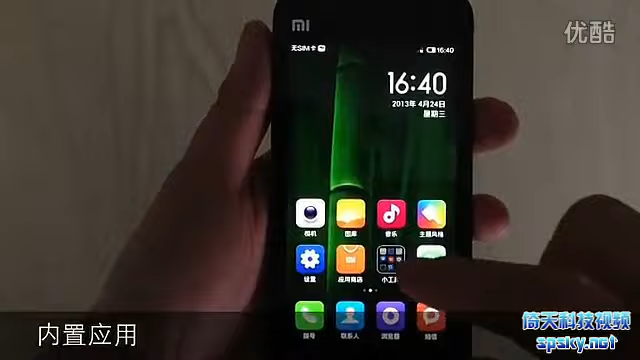 优酷
mi
无SIM卡
16:40
16:40
2013年 4月24日
星期三
相机
图库
音乐
主题风格
设置
应用商店
小工具
拨号
联系人
浏览器
短信
内置应用
倚天科技视频
spsky.net